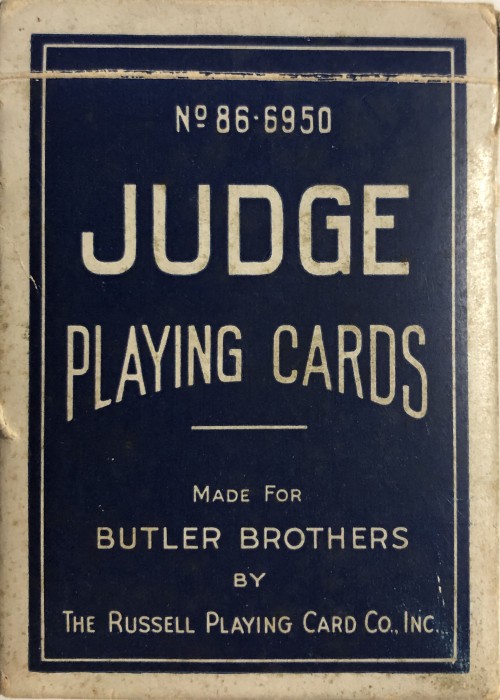 Nº 86·6950
JUDGE
PLAYING CARDS
MADE FOR
BUTLER BROTHERS
BY
THE RUSSELL PLAYING CARD CO., INC.